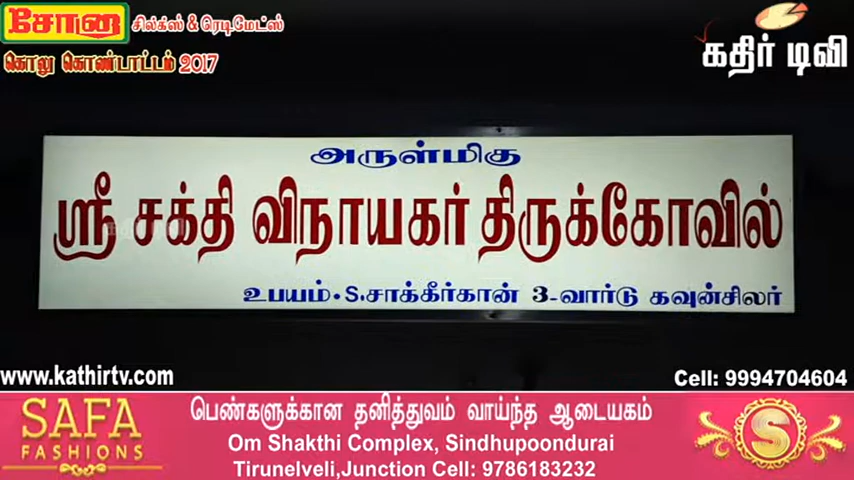 சோனா
சில்க்ஸ் & ரெடிமேட்ஸ்
கொலு கொண்டாட்டம் 2017
கதிர் டிவி
அருள்மிகு
ஸ்ரீ சக்தி விநாயகர் திருக்கோவில்
உபயம். S.சாக்கீர்கான் 3-வார்டு கவுன்சிலர்
www.kathirtv.com
Cell: 9994704604
SAFA
FASHIONS
பெண்களுக்கான தனித்துவம் வாய்ந்த ஆடையகம்
Om Shakthi Complex, Sindhupoondurai
Tirunelveli,Junction Cell: 9786183232
S